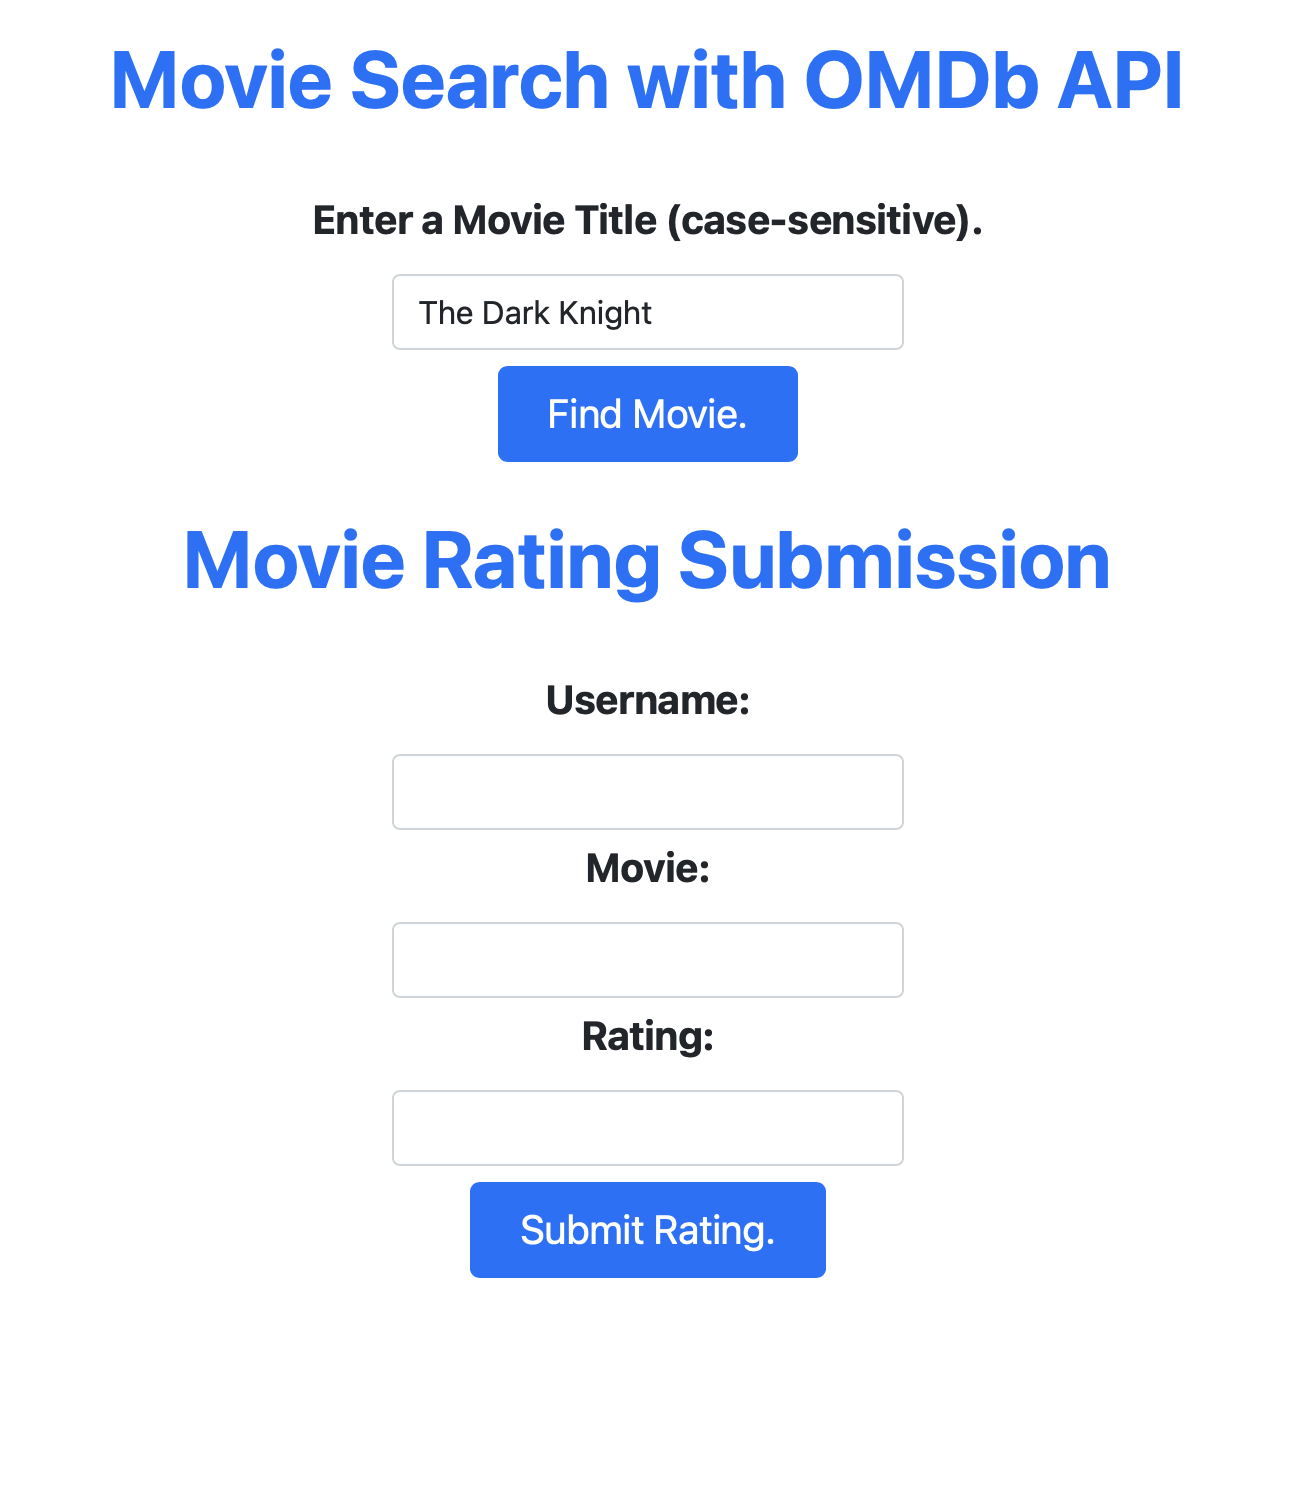 Movie Search with OMDb API
Enter a Movie Title (case-sensitive).
The Dark Knight
Find Movie.
Movie Rating Submission
Username:
Movie:
Rating:
Submit Rating.